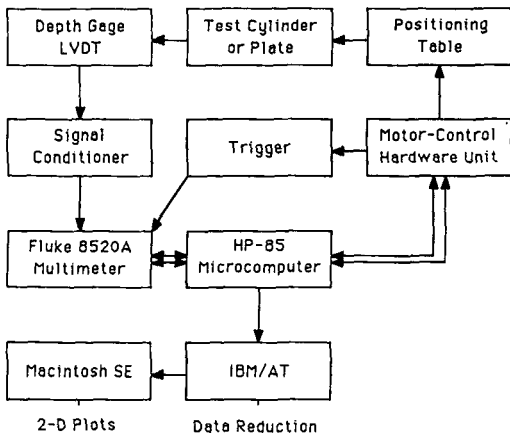 Depth Gage
LVDT
Test Cylinder
or Plate
Positioning
Table
Signal
Conditioner
Trigger
Motor-Control
Hardware Unit
Fluke 8520A
Multimeter
HP-85
Microcomputer
Macintosh SE
IBM/AT
2-D Plots
Data Reduction